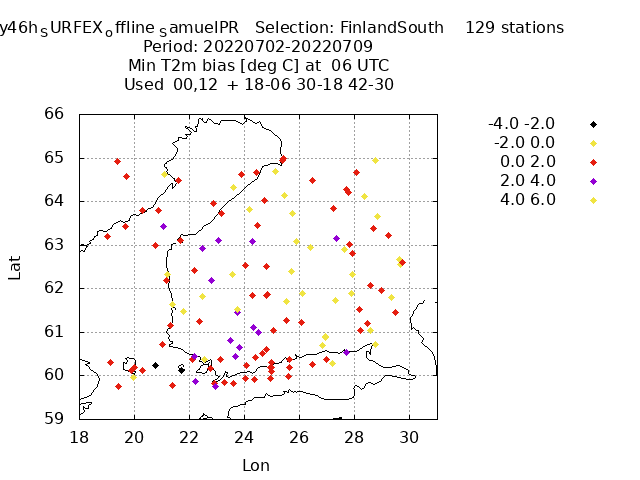 y46h_SURFEX_offline_SamuelPR Selection: FinlandSouth 129 stations
Period: 20220702-20220709
Min T2m bias [deg C] at 06 UTC
Used 00,12 + 18-06 30-18 42-30
-4.0 -2.0
-2.0 0.0
0.0 2.0
2.0 4.0
4.0 6.0
66
65
64
63
62
61
60
59
Lat
18 20 22 24 26 28 30
Lon